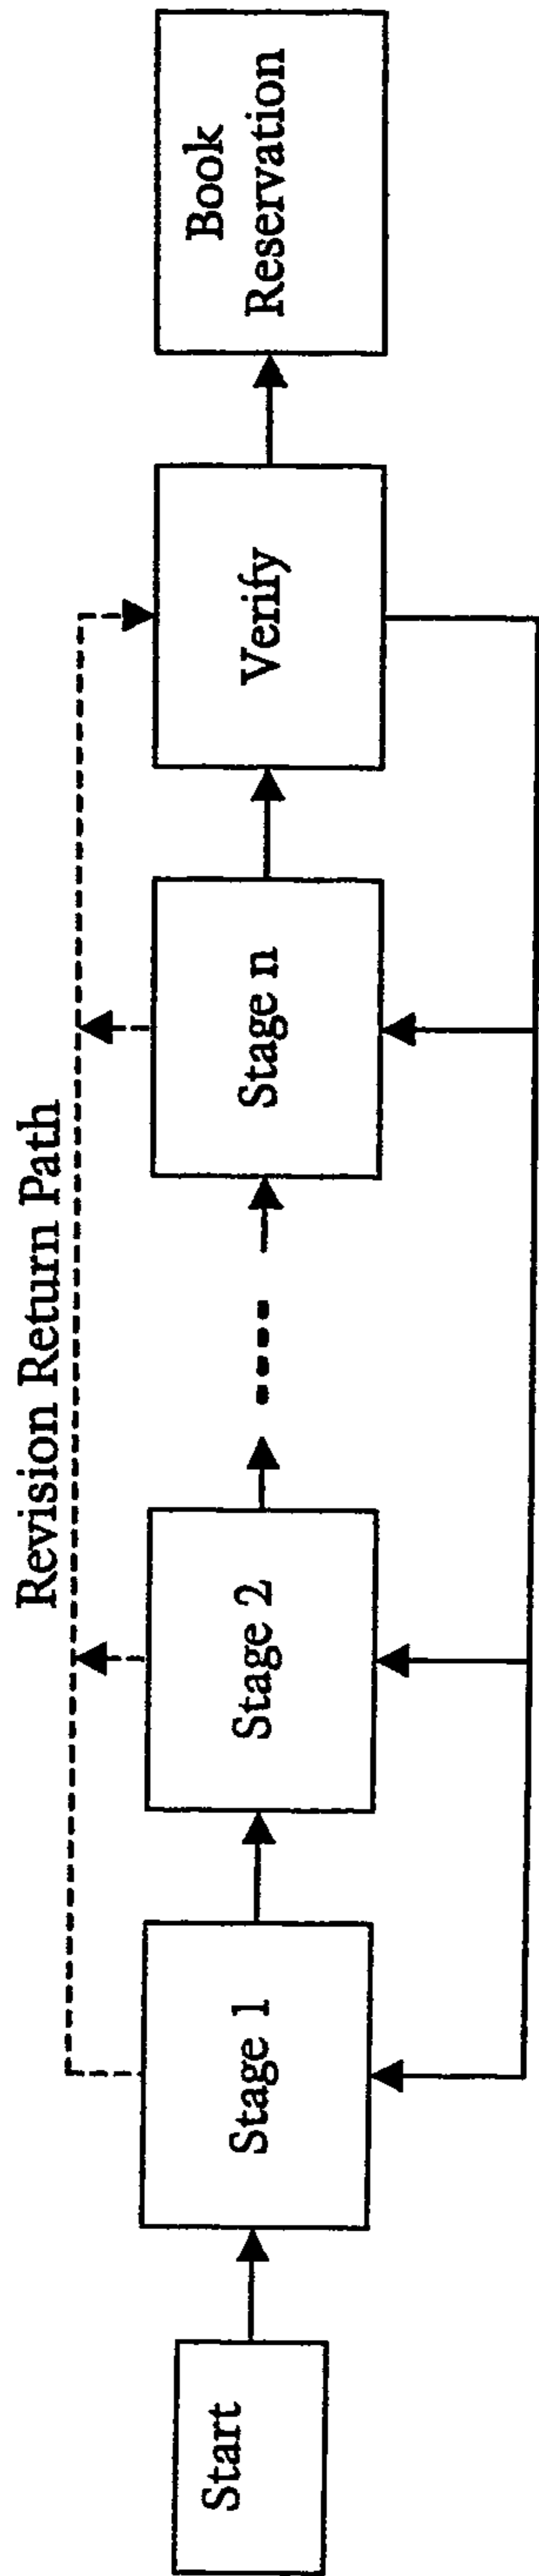 Revision Return Path
Start
Stage 1
Stage 2
Stage n
Verify
Book
Reservation